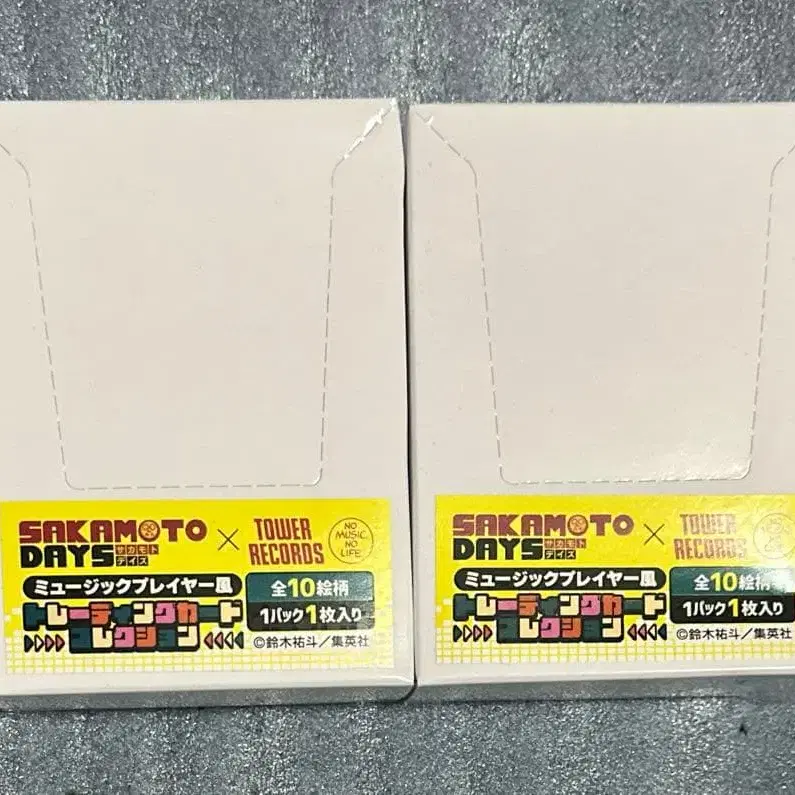 SAKAMOTO DAYS サカモト デイズ × TOWER RECORDS NO MUSIC, NO LIFE.
ミュージックプレイヤー風
トレーディングカード
コレクション
全10絵柄
1パック1枚入り
©鈴木祐斗/集英社
SAKAMOTO DAYS サカモト デイズ × TOWER RECORDS
ミュージックプレイヤー風
トレーディングカード
コレクション
全10絵柄
1パック1枚入り
©鈴木祐斗/集英社